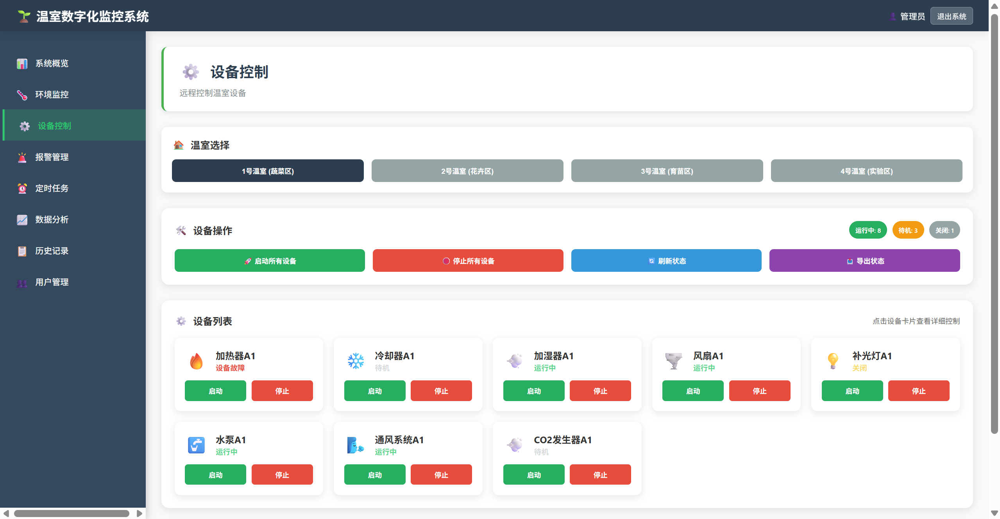 温室数字化监控系统
管理员
退出系统
系统概览
环境监控
设备控制
报警管理
定时任务
数据分析
历史记录
用户管理
设备控制
远程控制温室设备
温室选择
1号温室 (蔬菜区)
2号温室 (花卉区)
3号温室 (育苗区)
4号温室 (实验区)
设备操作
运行中: 8
待机: 3
关闭: 1
启动所有设备
停止所有设备
刷新状态
导出状态
设备列表
点击设备卡片查看详细控制
加热器A1
设备故障
启动
停止
冷却器A1
待机
启动
停止
加湿器A1
运行中
启动
停止
风扇A1
运行中
启动
停止
补光灯A1
关闭
启动
停止
水泵A1
运行中
启动
停止
通风系统A1
运行中
启动
停止
CO2发生器A1
待机
启动
停止